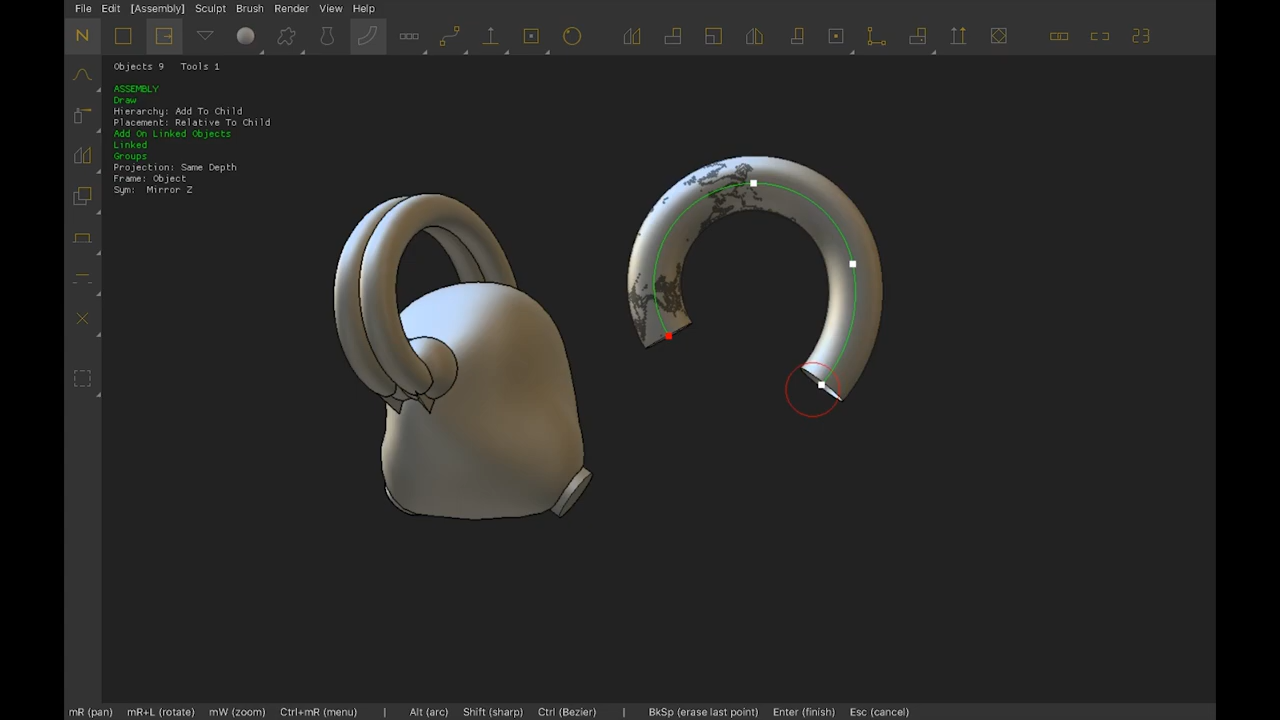 File Edit [Assembly] Sculpt Brush Render View Help
N
23
Objects 9 Tools 1
ASSEMBLY
Draw
Hierarchy: Add To Child
Placement: Relative To Child
Add On Linked Objects
Linked
Groups
Projection: Same Depth
Frame: Object
Sym: Mirror Z
mR (pan) mR+L (rotate) mW (zoom) Ctrl+mR (menu) | Alt (arc) Shift (sharp) Ctrl (Bezier) | BkSp (erase last point) Enter (finish) Esc (cancel)